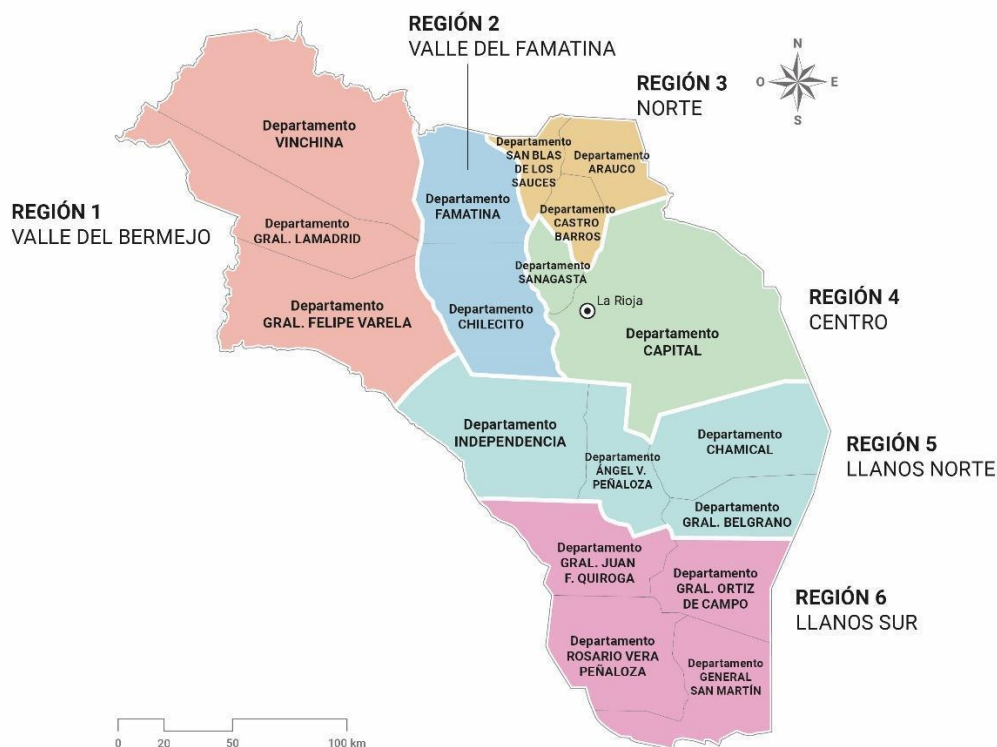 REGIÓN 2
VALLE DEL FAMATINA
N
O
E
S
REGIÓN 3
NORTE
Departamento
VINCHINA
Departamento
SAN BLAS
DE LOS
SAUCES
Departamento
ARAUCO
Departamento
FAMATINA
REGIÓN 1
VALLE DEL BERMEJO
Departamento
GRAL. LAMADRID
Departamento
CASTRO
BARROS
Departamento
SANAGASTA
REGIÓN 4
CENTRO
Departamento
GRAL. FELIPE VARELA
Departamento
CHILECITO
La Rioja
Departamento
CAPITAL
Departamento
INDEPENDENCIA
Departamento
ÁNGEL V.
PEÑALOZA
Departamento
CHAMICAL
REGIÓN 5
LLANOS NORTE
Departamento
GRAL. BELGRANO
Departamento
GRAL. JUAN
F. QUIROGA
Departamento
GRAL. ORTIZ
DE CAMPO
REGIÓN 6
LLANOS SUR
Departamento
ROSARIO VERA
PEÑALOZA
Departamento
GENERAL
SAN MARTÍN
0 20 50 100 km